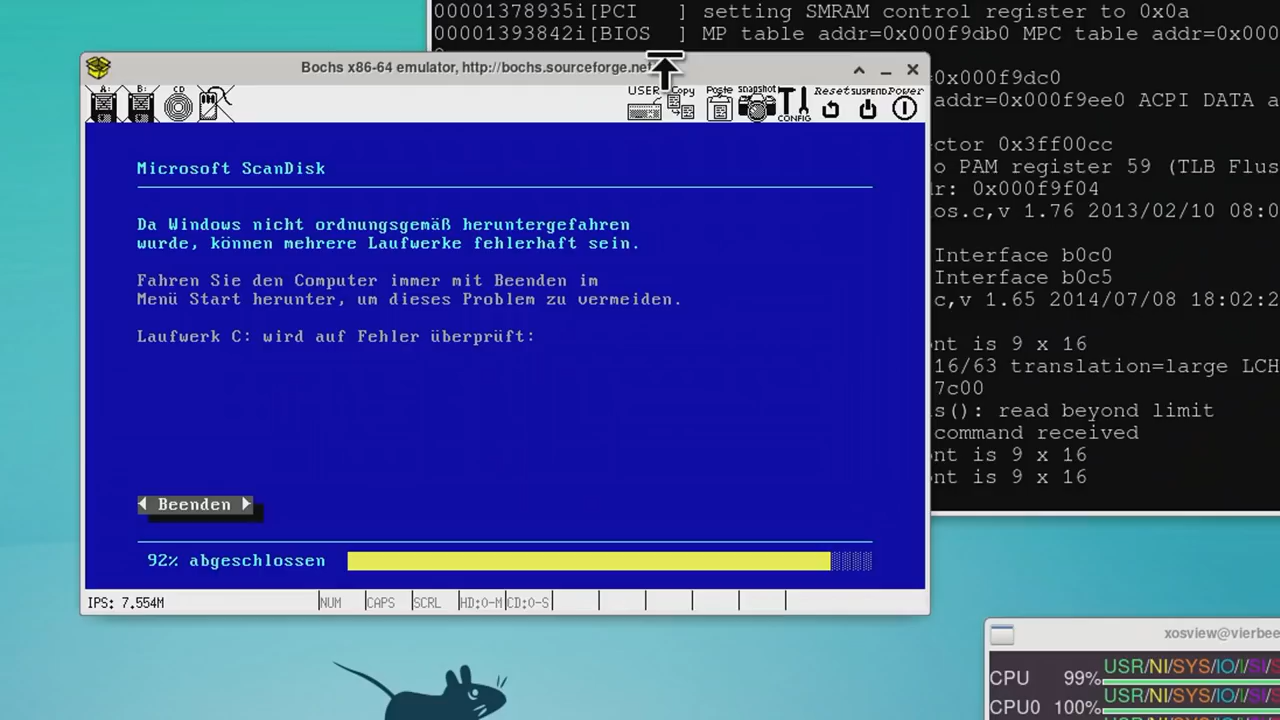 00001378935i[PCI   ] setting SMRAM control register to 0x0a
00001393842i[BIOS  ] MP table addr=0x000f9db0 MPC table addr=0x000
Bochs x86-64 emulator, http://bochs.sourceforge.net
=0x000f9dc0
A: B: CD USER Copy Paste Snapshot CONFIG Reset SUSPEND Power
addr=0x000f9ee0 ACPI DATA a
ctor 0x3ff00cc
Microsoft ScanDisk
o PAM register 59 (TLB Flus
r: 0x000f9f04
os.c,v 1.76 2013/02/10 08:0
Da Windows nicht ordnungsgemäß heruntergefahren
wurde, können mehrere Laufwerke fehlerhaft sein.
Interface b0c0
Interface b0c5
Fahren Sie den Computer immer mit Beenden im
Menü Start herunter, um dieses Problem zu vermeiden.
c,v 1.65 2014/07/08 18:02:2
Laufwerk C: wird auf Fehler überprüft:
nt is 9 x 16
16/63 translation=large LCH
7c00
s(): read beyond limit
command received
nt is 9 x 16
nt is 9 x 16
Beenden
92% abgeschlossen
IPS: 7.554M NUM CAPS SCRL HD:0-M CD:0-S
xosview@vierbee
CPU 99% USR/NI/SYS/IO/I/SI/S
CPU0 100% USR/NI/SYS/IO/I/SI/S